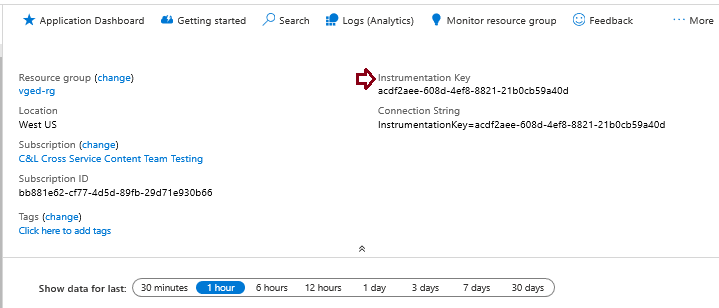 Application Dashboard Getting started Search Logs (Analytics) Monitor resource group Feedback ··· More
Resource group (change)
vged-rg
Location
West US
Subscription (change)
C&L Cross Service Content Team Testing
Subscription ID
bb881e62-cf77-4d5d-89fb-29d71e930b66
Tags (change)
Click here to add tags
Instrumentation Key
acdf2aee-608d-4ef8-8821-21b0cb59a40d
Connection String
InstrumentationKey=acdf2aee-608d-4ef8-8821-21b0cb59a40d
Show data for last: 30 minutes 1 hour 6 hours 12 hours 1 day 3 days 7 days 30 days